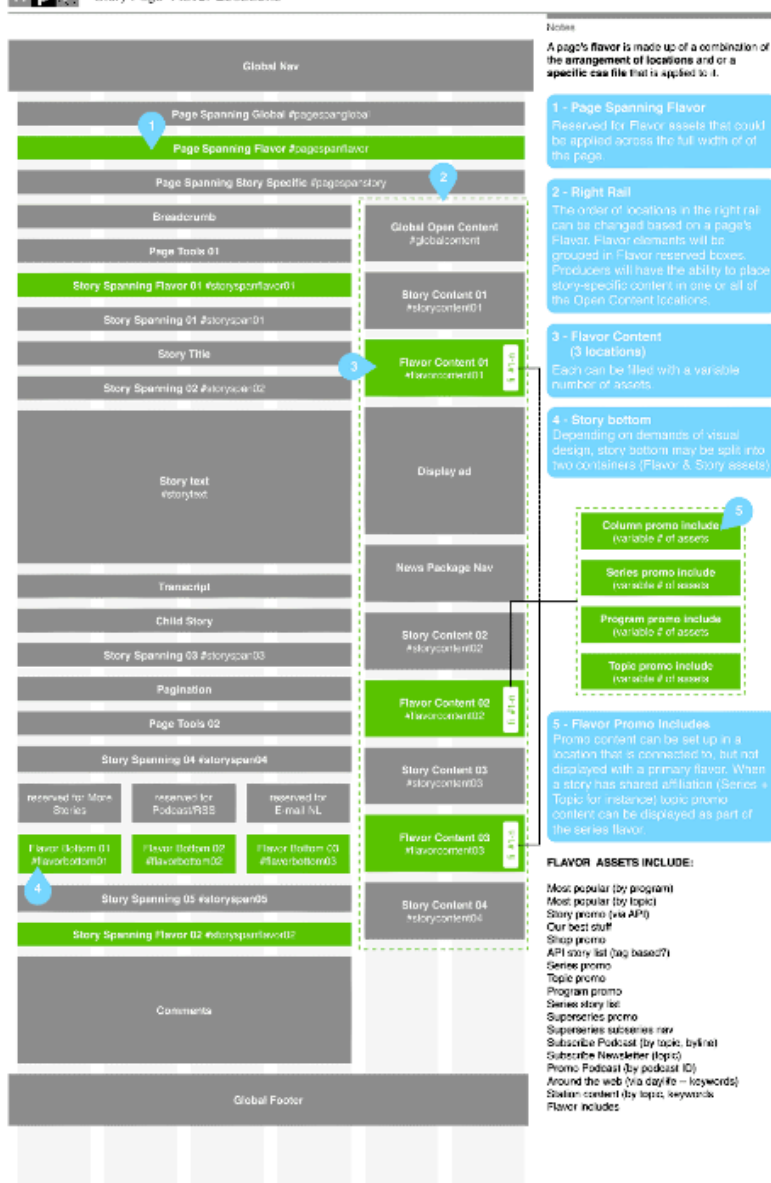 Notes
A page's flavor is made up of a combination of
the arrangement of locations and or a
specific css file that is applied to it.
Global Nav
Page Spanning Global #pagespanglobal
1
Page Spanning Flavor #pagespanflavor
Page Spanning Story Specific #pagespanstory
2
Breadcrumb
Page Tools 01
Story Spanning Flavor 01 #storyspanflavor01
Story Spanning 01 #storyspan01
Story Title
Story Spanning 02 #storyspan02
Story text
#storytext
Transcript
Child Story
Story Spanning 03 #storyspan03
Pagination
Page Tools 02
Story Spanning 04 #storyspan04
reserved for More
Stories
reserved for
Podcast/RSS
reserved for
E-mail NL
Flavor Bottom 01
#flavorbottom01
Flavor Bottom 02
#flavorbottom02
Flavor Bottom 03
#flavorbottom03
4
Story Spanning 05 #storyspan05
Story Spanning Flavor 02 #storyspanflavor02
Comments
Global Open Content
#globalcontent
Story Content 01
#storycontent01
3
Flavor Content 01
#flavorcontent01
#1-n
Display ad
News Package Nav
Story Content 02
#storycontent02
Flavor Content 02
#flavorcontent02
#1-n
Story Content 03
#storycontent03
Flavor Content 03
#flavorcontent03
#1-n
Story Content 04
#storycontent04
Global Footer
1 - Page Spanning Flavor
Reserved for Flavor assets that could
be applied across the full width of of
the page.
2 - Right Rail
The order of locations in the right rail
can be changed based on a page's
Flavor. Flavor elements will be
grouped in Flavor reserved boxes.
Producers will have the ability to place
story-specific content in one or all of
the Open Content locations.
3 - Flavor Content
(3 locations)
Each can be filled with a variable
number of assets.
4 - Story bottom
Depending on demands of visual
design, story bottom may be split into
two containers (Flavor & Story assets)
5
Column promo include
(variable # of assets
Series promo include
(variable # of assets
Program promo include
(variable # of assets
Topic promo include
(variable # of assets
5 - Flavor Promo Includes
Promo content can be set up in a
location that is connected to, but not
displayed with a primary flavor. When
a story has shared affiliation (Series +
Topic for instance) topic promo
content can be displayed as part of
the series flavor.
FLAVOR ASSETS INCLUDE:
Most popular (by program)
Most popular (by topic)
Story promo (via API)
Our best stuff
Shop promo
API story list (tag based?)
Series promo
Topic promo
Program promo
Series story list
Superseries promo
Superseries subseries nav
Subscribe Podcast (by topic, byline)
Subscribe Newsletter (topic)
Promo Podcast (by podcast ID)
Around the web (via daylife – keywords)
Station content (by topic, keywords
Flavor includes